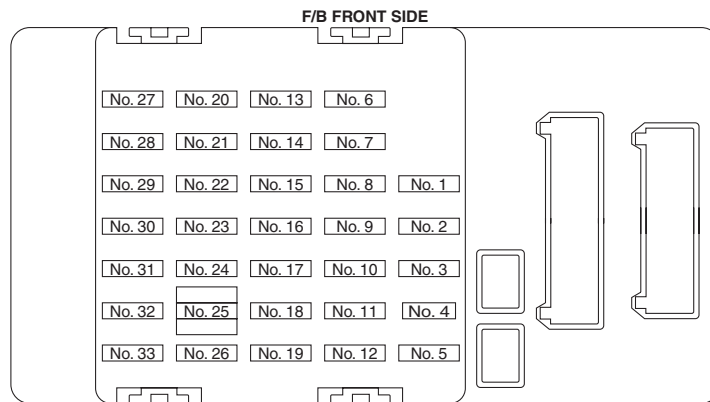 F/B FRONT SIDE
No. 27 No. 20 No. 13 No. 6
No. 28 No. 21 No. 14 No. 7
No. 29 No. 22 No. 15 No. 8 No. 1
No. 30 No. 23 No. 16 No. 9 No. 2
No. 31 No. 24 No. 17 No. 10 No. 3
No. 32 No. 25 No. 18 No. 11 No. 4
No. 33 No. 26 No. 19 No. 12 No. 5